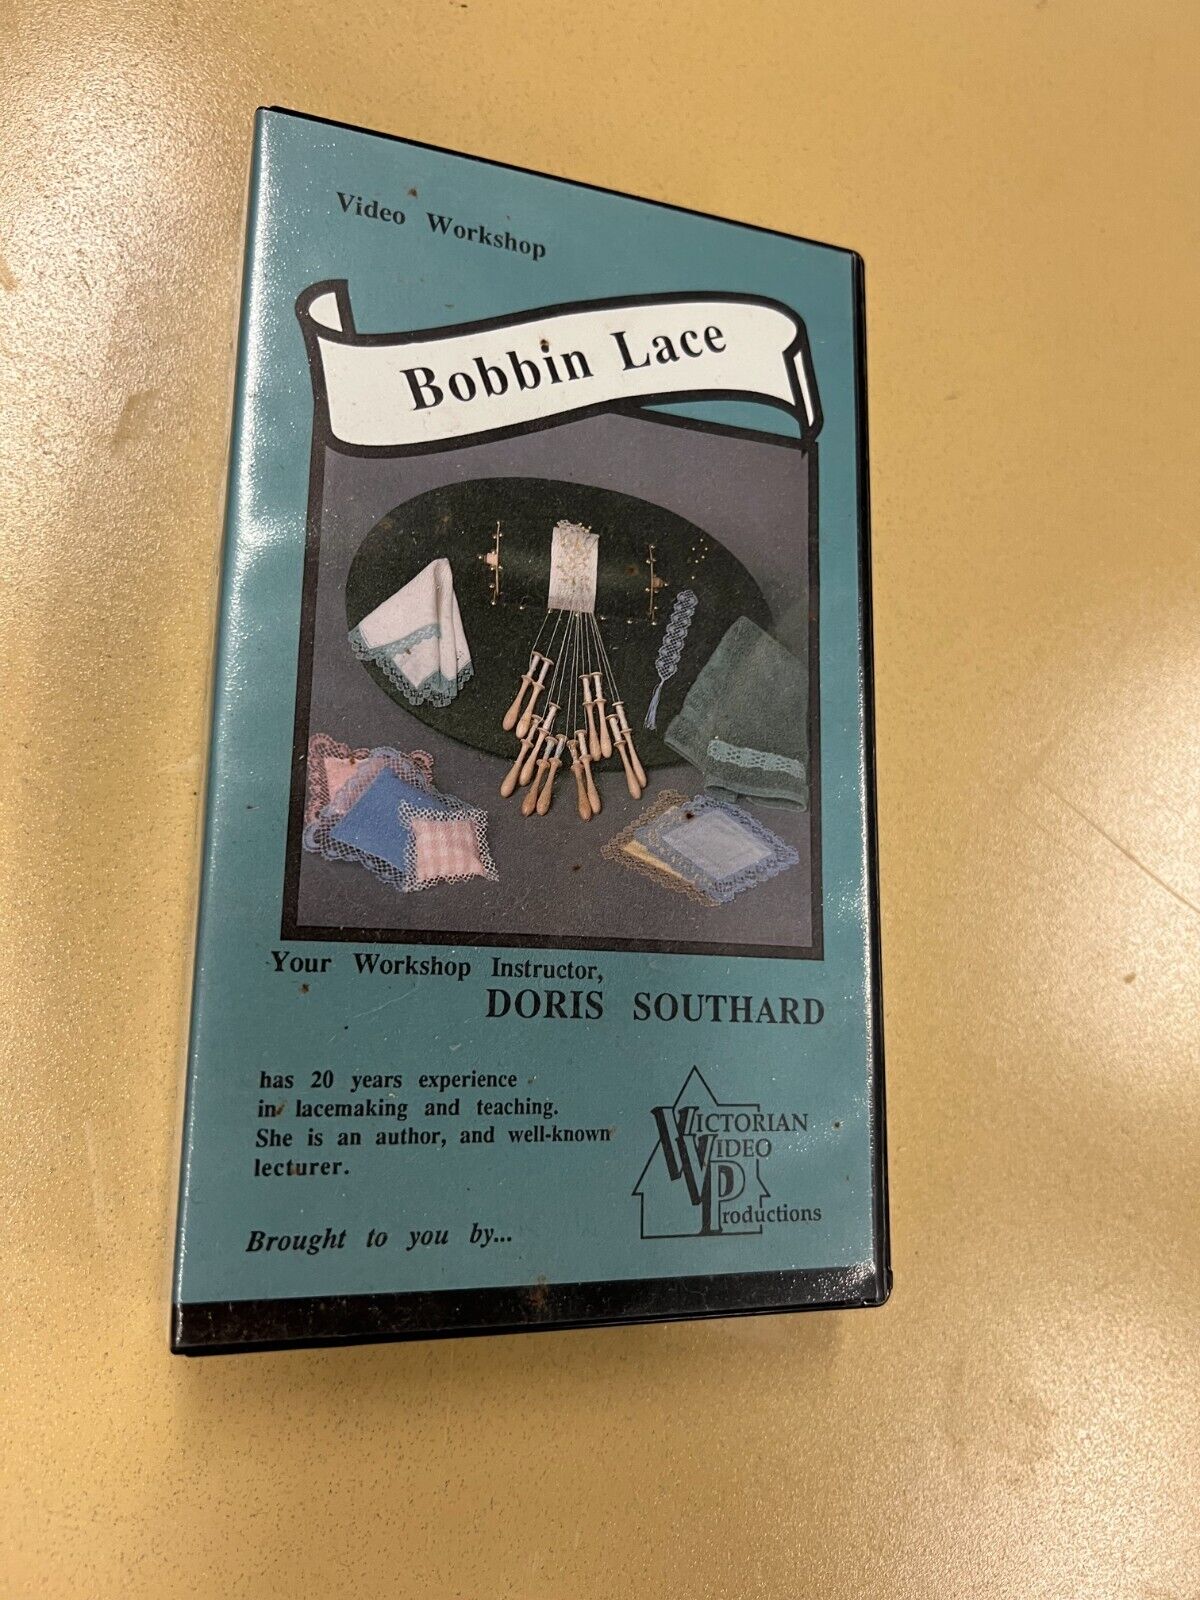 Video Workshop
Bobbin Lace
Your Workshop Instructor,
DORIS SOUTHARD
has 20 years experience
in lacemaking and teaching.
She is an author, and well-known
lecturer.
Brought to you by...
VICTORIAN
VIDEO
Productions